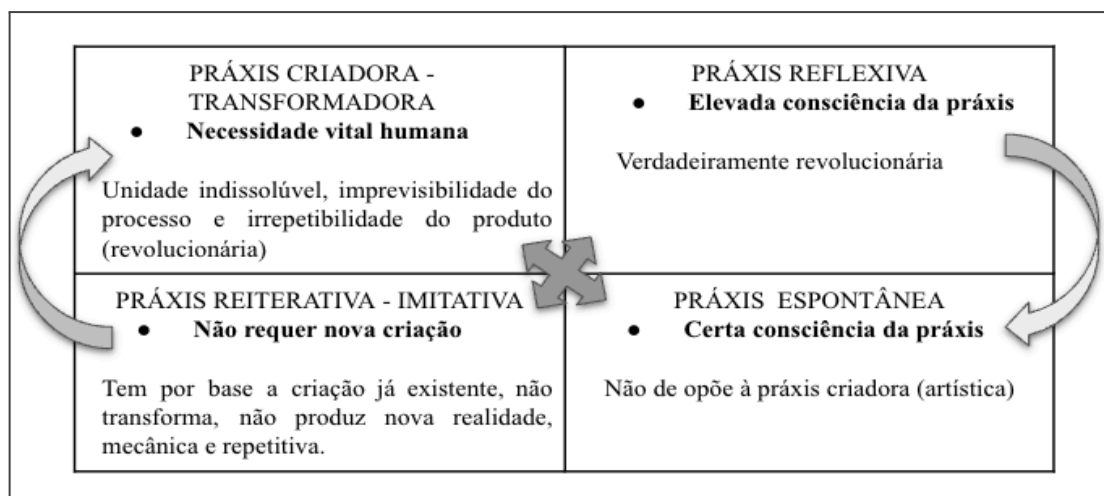 PRÁXIS CRIADORA -
TRANSFORMADORA
● Necessidade vital humana
Unidade indissolúvel, imprevisibilidade do
processo e irrepetibilidade do produto
(revolucionária)
PRÁXIS REFLEXIVA
● Elevada consciência da práxis
Verdadeiramente revolucionária
PRÁXIS REITERATIVA - IMITATIVA
● Não requer nova criação
Tem por base a criação já existente, não
transforma, não produz nova realidade,
mecânica e repetitiva.
PRÁXIS ESPONTÂNEA
● Certa consciência da práxis
Não de opõe à práxis criadora (artística)